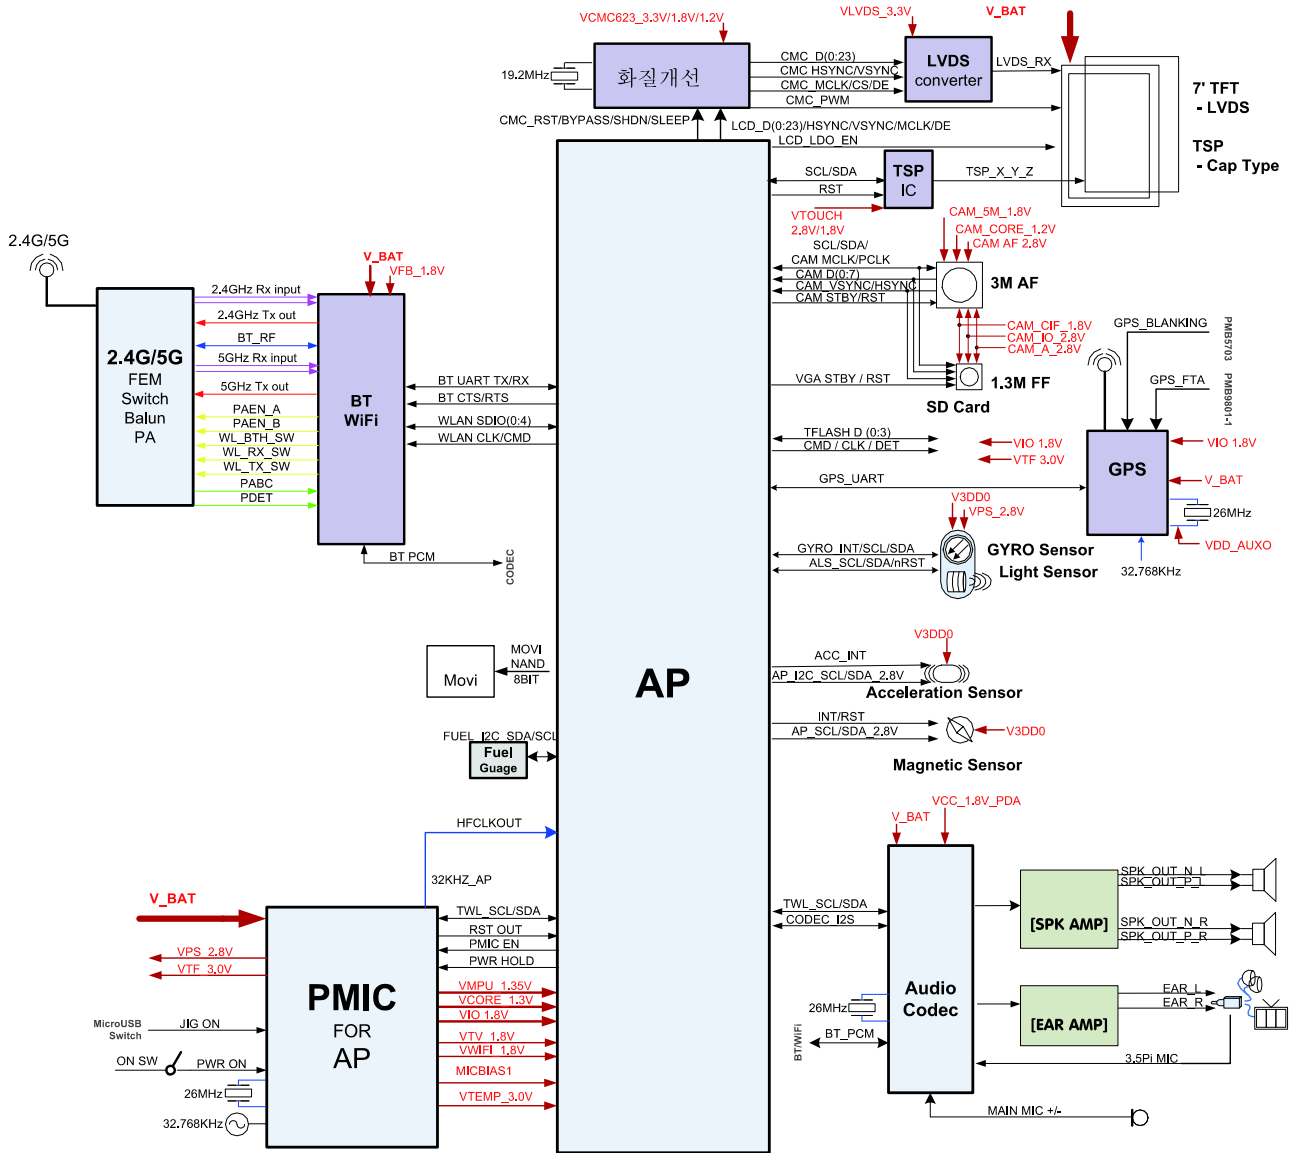 VCMC623_3.3V/1.8V/1.2V
VLVDS_3.3V
V_BAT
19.2MHz
화질개선
CMC_D(0:23)
CMC HSYNC/VSYNC
CMC_MCLK/CS/DE
CMC_PWM
LVDS
converter
LVDS_RX
7' TFT
- LVDS
TSP
- Cap Type
CMC_RST/BYPASS/SHDN/SLEEP
LCD_D(0:23)/HSYNC/VSYNC/MCLK/DE
LCD_LDO_EN
SCL/SDA
RST
TSP
IC
TSP_X_Y_Z
VTOUCH
2.8V/1.8V
CAM_5M_1.8V
CAM_CORE_1.2V
CAM AF 2.8V
SCL/SDA/
CAM MCLK/PCLK
CAM D(0:7)
CAM_VSYNC/HSYNC
CAM STBY/RST
3M AF
CAM_CIF_1.8V
CAM_IO_2.8V
CAM_A_2.8V
VGA STBY / RST
1.3M FF
SD Card
TFLASH D (0:3)
CMD / CLK / DET
VIO 1.8V
VTF 3.0V
GPS_UART
GPS_BLANKING
PMB5703
GPS_FTA
PMB9801-1
GPS
VIO 1.8V
V_BAT
26MHz
VDD_AUXO
32.768KHz
V3DD0
VPS_2.8V
GYRO_INT/SCL/SDA
ALS_SCL/SDA/nRST
GYRO Sensor
Light Sensor
V3DD0
ACC_INT
AP_I2C_SCL/SDA_2.8V
Acceleration Sensor
INT/RST
AP_SCL/SDA_2.8V
V3DD0
Magnetic Sensor
2.4G/5G
V_BAT
VFB_1.8V
2.4G/5G
FEM
Switch
Balun
PA
2.4GHz Rx input
2.4GHz Tx out
BT_RF
5GHz Rx input
5GHz Tx out
PAEN_A
PAEN_B
WL_BTH_SW
WL_RX_SW
WL_TX_SW
PABC
PDET
BT
WiFi
BT UART TX/RX
BT CTS/RTS
WLAN SDIO(0:4)
WLAN CLK/CMD
BT PCM
CODEC
AP
Movi
MOVI
NAND
8BIT
FUEL_I2C_SDA/SCL
Fuel
Guage
HFCLKOUT
32KHZ_AP
V_BAT
VPS_2.8V
VTF_3.0V
MicroUSB
Switch
JIG ON
ON SW
PWR ON
26MHz
32.768KHz
PMIC
FOR
AP
TWL_SCL/SDA
RST OUT
PMIC EN
PWR HOLD
VMPU_1.35V
VCORE_1.3V
VIO 1.8V
VTV_1.8V
VWIFI_1.8V
MICBIAS1
VTEMP_3.0V
VCC_1.8V_PDA
V_BAT
TWL_SCL/SDA
CODEC_I2S
26MHz
BT/WiFi
BT_PCM
Audio
Codec
[SPK AMP]
SPK_OUT_N_L
SPK_OUT_P_L
SPK_OUT_N_R
SPK_OUT_P_R
[EAR AMP]
EAR_L
EAR_R
3.5Pi MIC
MAIN MIC +/-